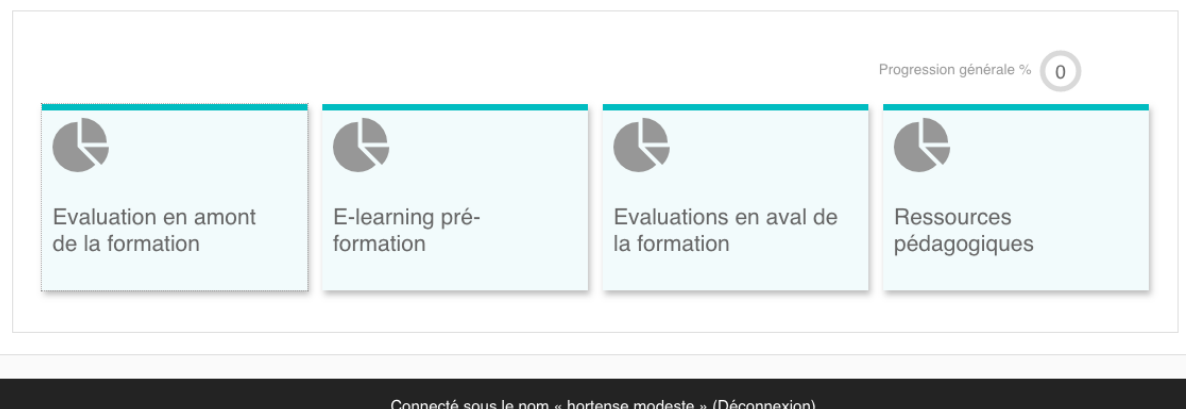 Progression générale % 0
Evaluation en amont
de la formation
E-learning pré-
formation
Evaluations en aval de
la formation
Ressources
pédagogiques
Connecté sous le nom « hortense modeste » (Déconnexion)